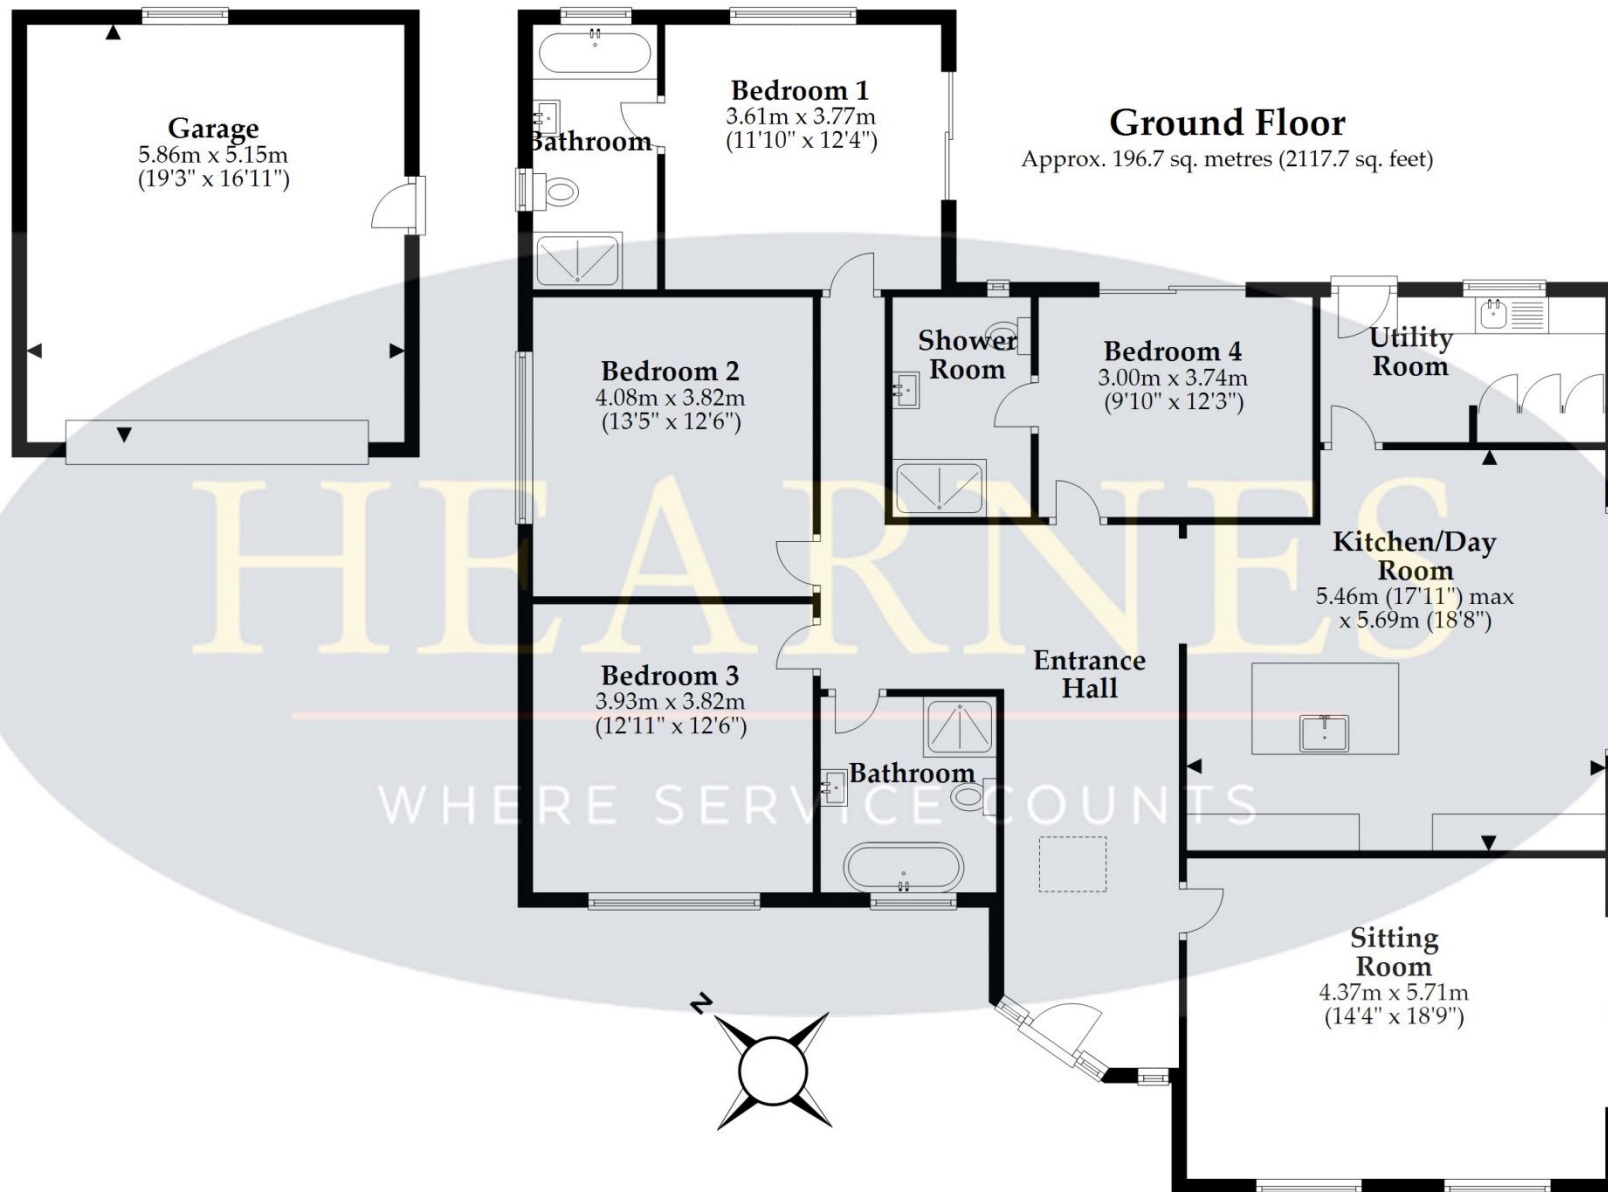 Ground Floor
Approx. 196.7 sq. metres (2117.7 sq. feet)
Garage
5.86m x 5.15m
(19'3" x 16'11")
Bathroom
Bedroom 1
3.61m x 3.77m
(11'10" x 12'4")
Bedroom 2
4.08m x 3.82m
(13'5" x 12'6")
Shower
Room
Bedroom 4
3.00m x 3.74m
(9'10" x 12'3")
Utility
Room
Kitchen/Day
Room
5.46m (17'11") max
x 5.69m (18'8")
HEARNES
Bedroom 3
3.93m x 3.82m
(12'11" x 12'6")
Entrance
Hall
Bathroom
WHERE SERVICE COUNTS
Sitting
Room
4.37m x 5.71m
(14'4" x 18'9")
N